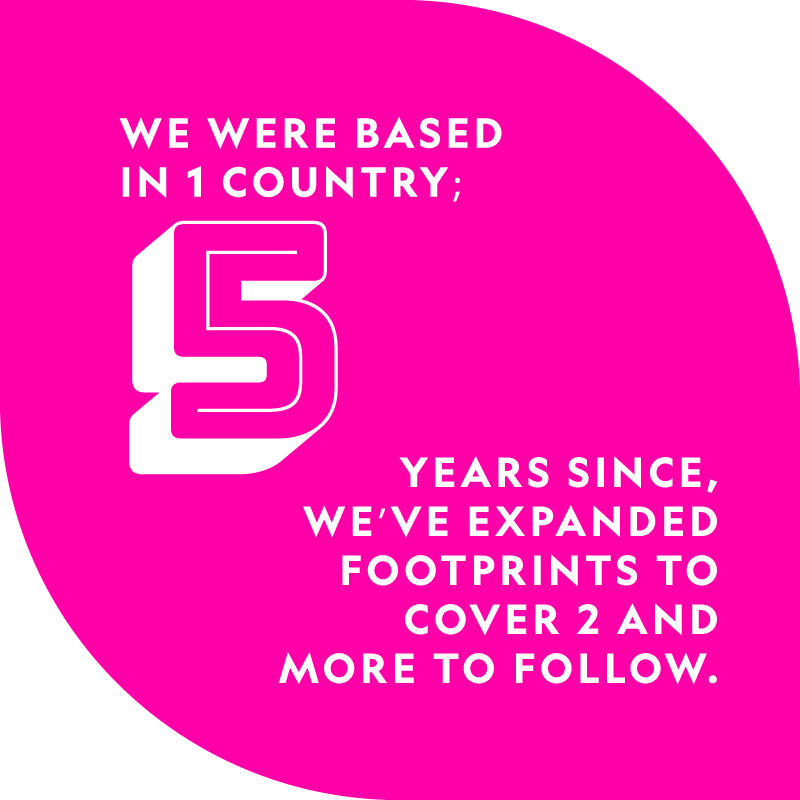 WE WERE BASED
IN 1 COUNTRY;
5
YEARS SINCE,
WE'VE EXPANDED
FOOTPRINTS TO
COVER 2 AND
MORE TO FOLLOW.